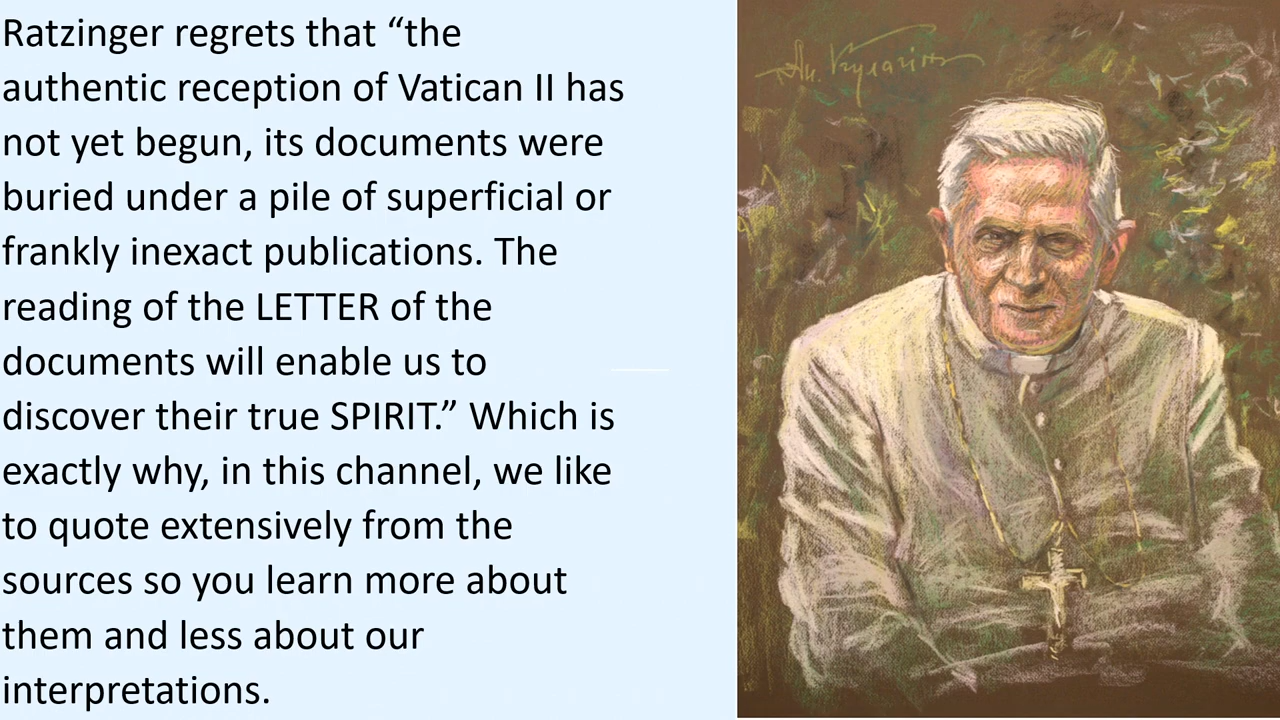 Ratzinger regrets that “the
authentic reception of Vatican II has
not yet begun, its documents were
buried under a pile of superficial or
frankly inexact publications. The
reading of the LETTER of the
documents will enable us to
discover their true SPIRIT.” Which is
exactly why, in this channel, we like
to quote extensively from the
sources so you learn more about
them and less about our
interpretations.